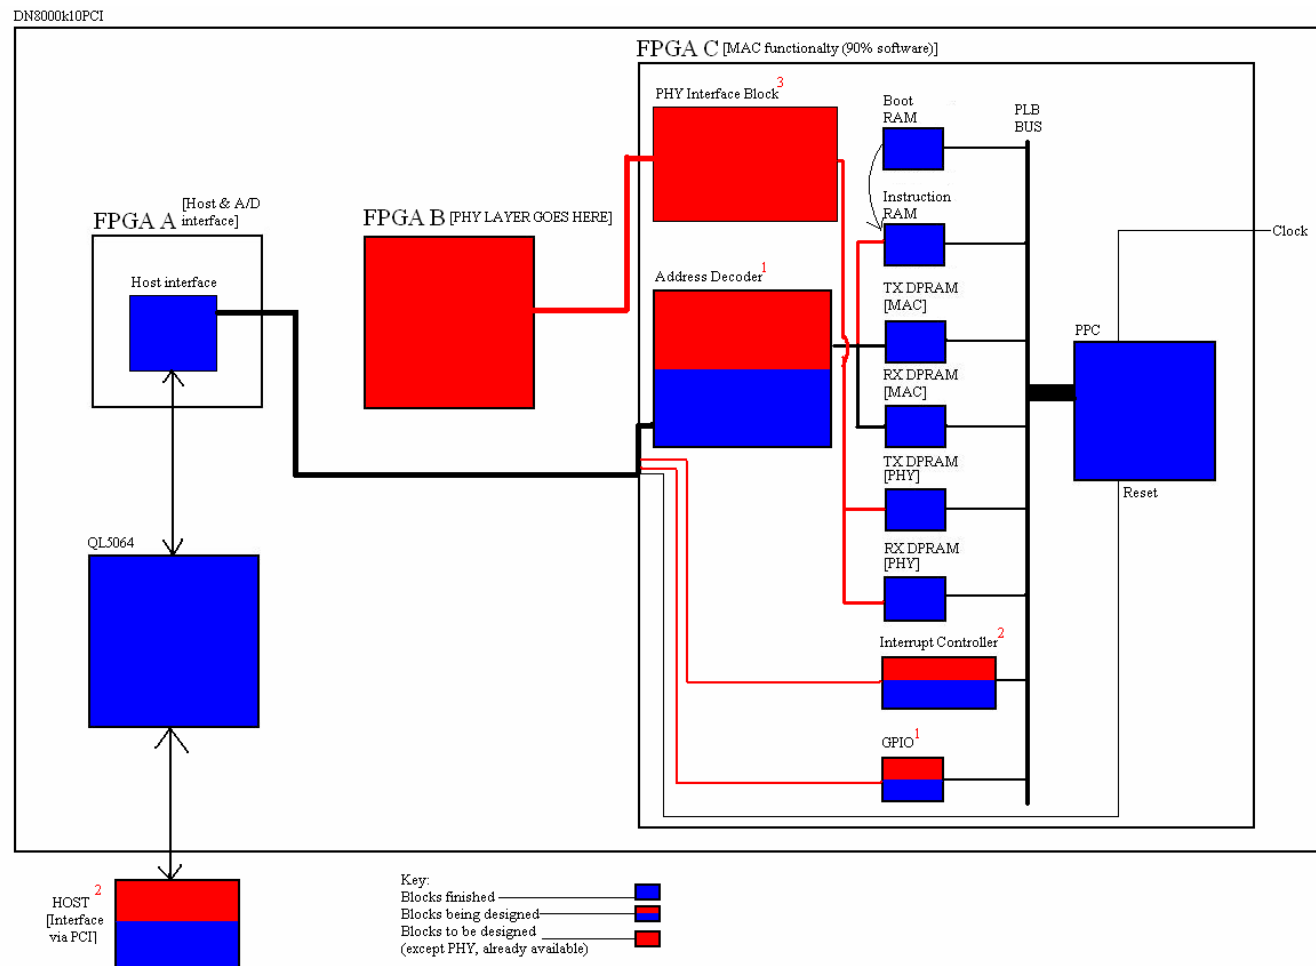 DN8000k10PCI
FPGA C [MAC functionalty (90% software)]
PHY Interface Block 3
Boot
RAM
PLB
BUS
FPGA A [Host & A/D
interface]
FPGA B [PHY LAYER GOES HERE]
Instruction
RAM
Clock
Host interface
Address Decoder 1
TX DPRAM
[MAC]
PPC
RX DPRAM
[MAC]
TX DPRAM
[PHY]
Reset
QL5064
RX DPRAM
[PHY]
Interrupt Controller 2
GPIO 1
HOST 2
[Interface
via PCI]
Key:
Blocks finished
Blocks being designed
Blocks to be designed
(except PHY, already available)